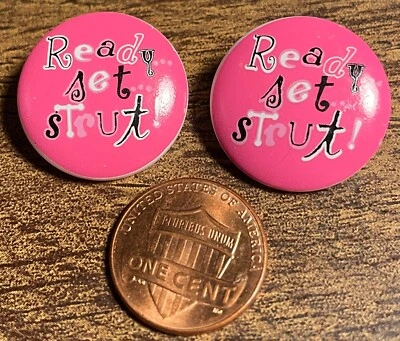 Ready
set...
sTrut!
Ready
set...
sTrut!
UNITED STATES OF AMERICA
E PLURIBUS UNUM
ONE CENT